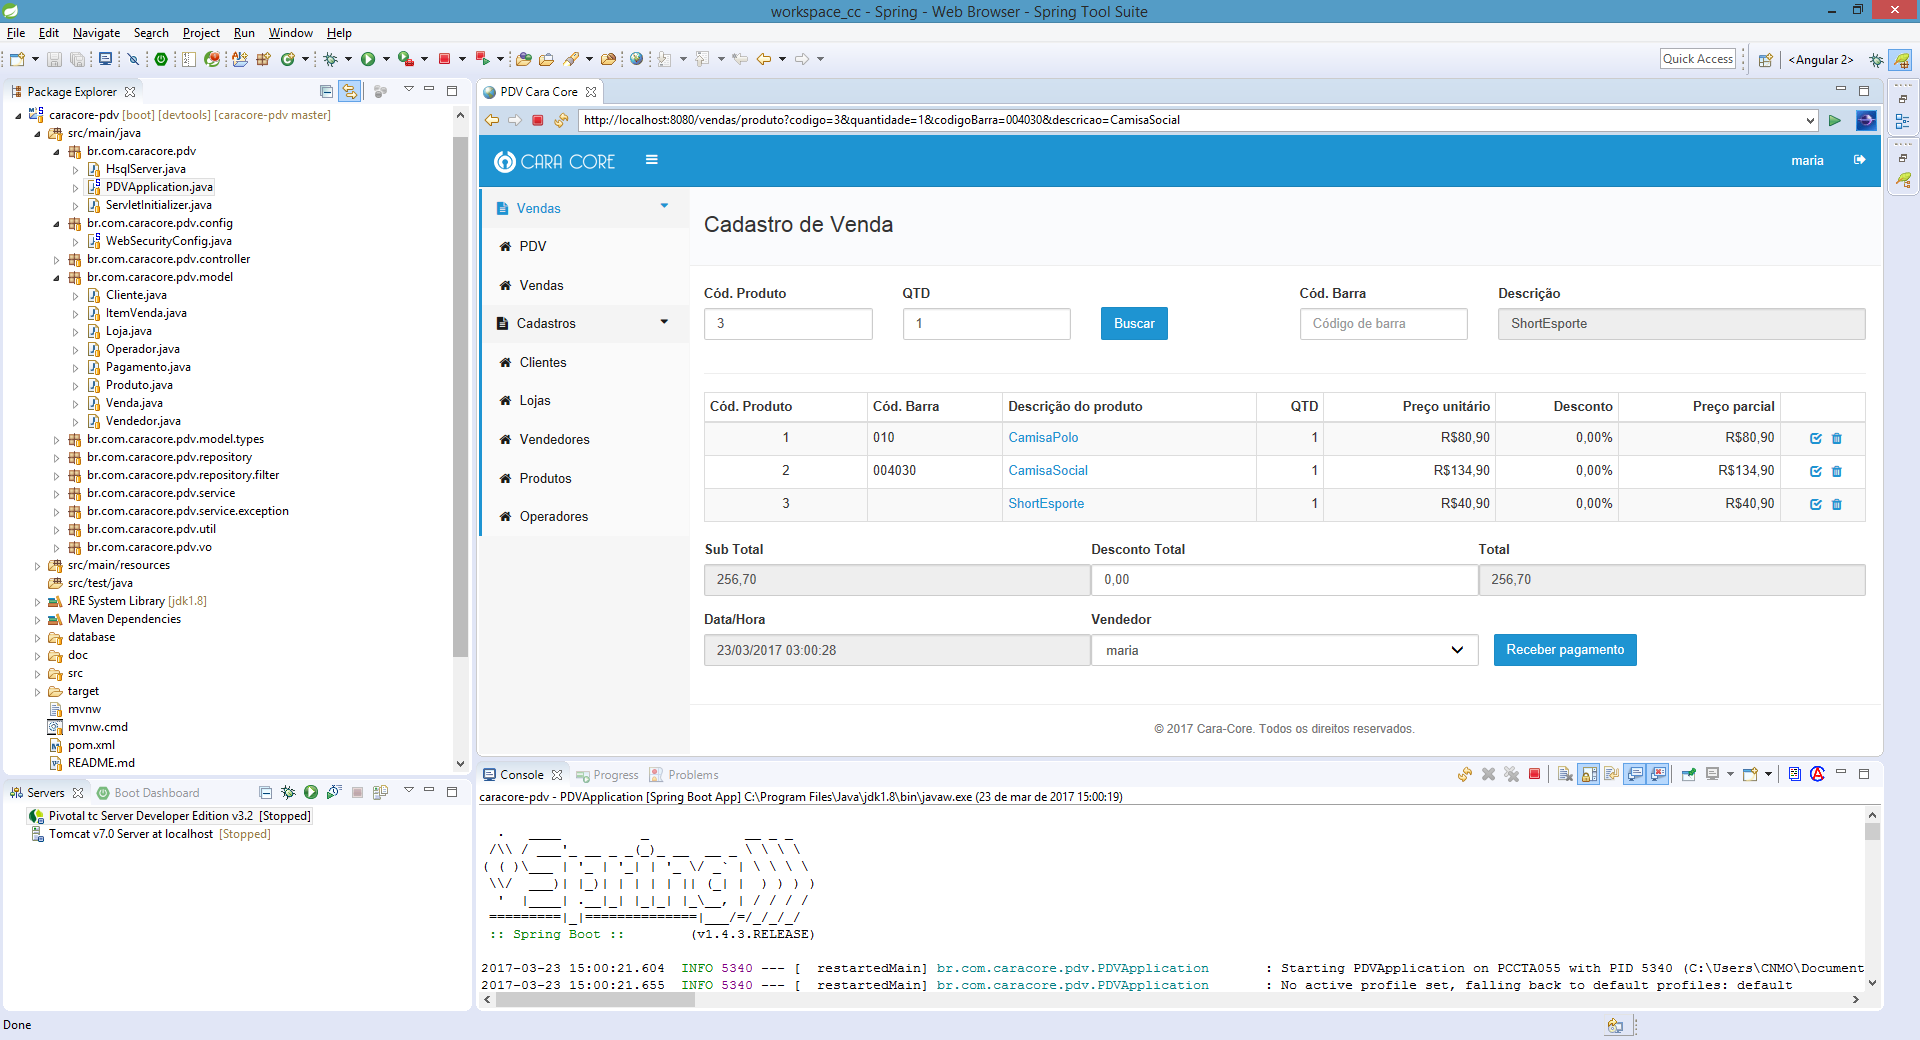 workspace_cc - Spring - Web Browser - Spring Tool Suite
File Edit Navigate Search Project Run Window Help
Quick Access
<Angular 2>
Package Explorer
caracore-pdv [boot] [devtools] [caracore-pdv master]
src/main/java
br.com.caracore.pdv
HsqlServer.java
PDVApplication.java
ServletInitializer.java
br.com.caracore.pdv.config
WebSecurityConfig.java
br.com.caracore.pdv.controller
br.com.caracore.pdv.model
Cliente.java
ItemVenda.java
Loja.java
Operador.java
Pagamento.java
Produto.java
Venda.java
Vendedor.java
br.com.caracore.pdv.model.types
br.com.caracore.pdv.repository
br.com.caracore.pdv.repository.filter
br.com.caracore.pdv.service
br.com.caracore.pdv.service.exception
br.com.caracore.pdv.util
br.com.caracore.pdv.vo
src/main/resources
src/test/java
JRE System Library [jdk1.8]
Maven Dependencies
database
doc
src
target
mvnw
mvnw.cmd
pom.xml
README.md
Servers Boot Dashboard
Pivotal tc Server Developer Edition v3.2 [Stopped]
Tomcat v7.0 Server at localhost [Stopped]
PDV Cara Core
http://localhost:8080/vendas/produto?codigo=3&quantidade=1&codigoBarra=004030&descricao=CamisaSocial
CARA CORE
maria
Vendas
PDV
Vendas
Cadastros
Clientes
Lojas
Vendedores
Produtos
Operadores
Cadastro de Venda
Cód. Produto QTD Cód. Barra Descrição
3 1 Buscar Código de barra ShortEsporte
Cód. Produto Cód. Barra Descrição do produto QTD Preço unitário Desconto Preço parcial
1 010 CamisaPolo 1 R$80,90 0,00% R$80,90
2 004030 CamisaSocial 1 R$134,90 0,00% R$134,90
3 ShortEsporte 1 R$40,90 0,00% R$40,90
Sub Total Desconto Total Total
256,70 0,00 256,70
Data/Hora Vendedor
23/03/2017 03:00:28 maria Receber pagamento
© 2017 Cara-Core. Todos os direitos reservados.
Console Progress Problems
caracore-pdv - PDVApplication [Spring Boot App] C:\Program Files\Java\jdk1.8\bin\javaw.exe (23 de mar de 2017 15:00:19)
Spring
:: Spring Boot :: (v1.4.3.RELEASE)
2017-03-23 15:00:21.604 INFO 5340 --- [ restartedMain] br.com.caracore.pdv.PDVApplication : Starting PDVApplication on PCCTA055 with PID 5340 (C:\Users\CNMO\Document
2017-03-23 15:00:21.655 INFO 5340 --- [ restartedMain] br.com.caracore.pdv.PDVApplication : No active profile set, falling back to default profiles: default
Done